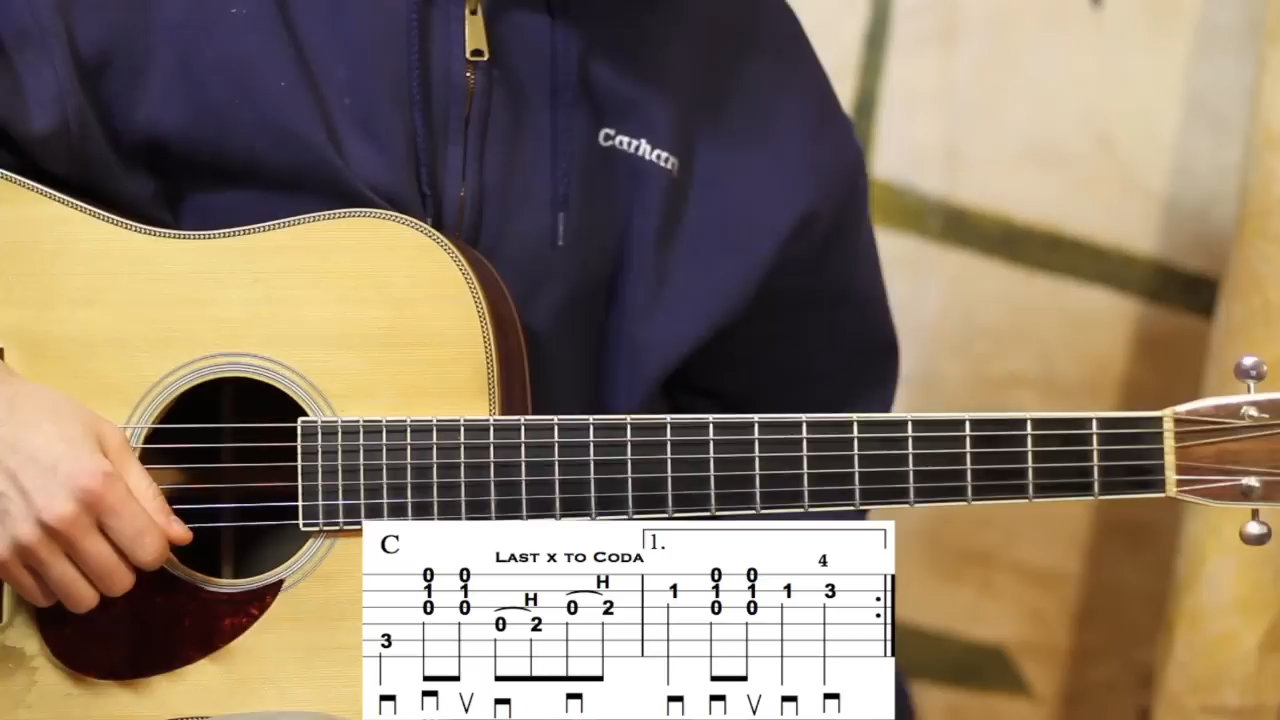 Carhar
C
LAST X TO CODA
1.
4
0 0 H 0 0
1 1 H 1 1 1 1 3
0 0 0 2 0 0
0 2
3